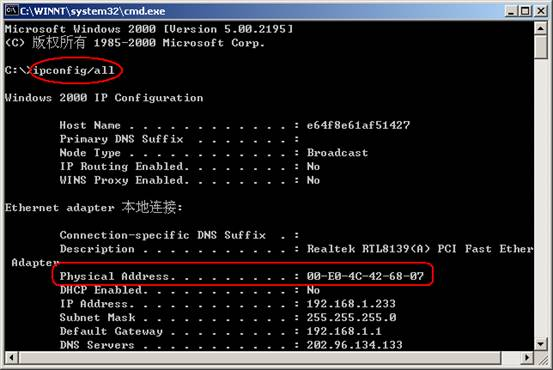 C:\WINNT\system32\cmd.exe
Microsoft Windows 2000 [Version 5.00.2195]
(C) 版权所有 1985-2000 Microsoft Corp.
C:\>ipconfig/all
Windows 2000 IP Configuration
Host Name . . . . . . . . . . . . : e64f8e61af51427
Primary DNS Suffix . . . . . . . :
Node Type . . . . . . . . . . . . : Broadcast
IP Routing Enabled. . . . . . . . : No
WINS Proxy Enabled. . . . . . . . : No
Ethernet adapter 本地连接:
Connection-specific DNS Suffix . :
Description . . . . . . . . . . . : Realtek RTL8139(A) PCI Fast Ether
Adapter
Physical Address. . . . . . . . . : 00-E0-4C-42-68-07
DHCP Enabled. . . . . . . . . . . : No
IP Address. . . . . . . . . . . . : 192.168.1.233
Subnet Mask . . . . . . . . . . . : 255.255.255.0
Default Gateway . . . . . . . . . : 192.168.1.1
DNS Servers . . . . . . . . . . . : 202.96.134.133